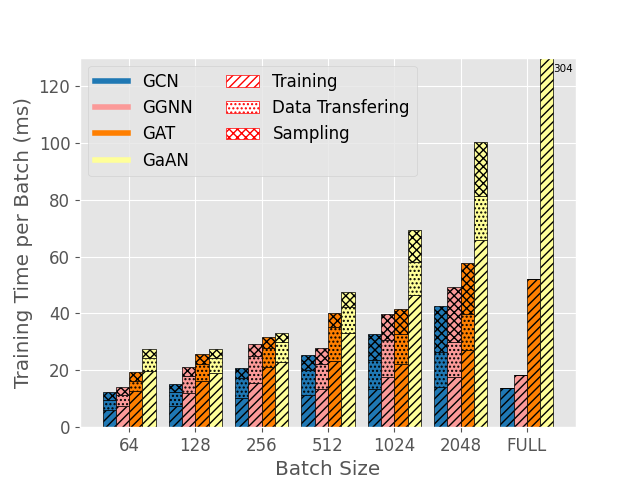 GCN
GGNN
GAT
GaAN
Training
Data Transfering
Sampling
304
Training Time per Batch (ms)
120
100
80
60
40
20
0
64 128 256 512 1024 2048 FULL
Batch Size